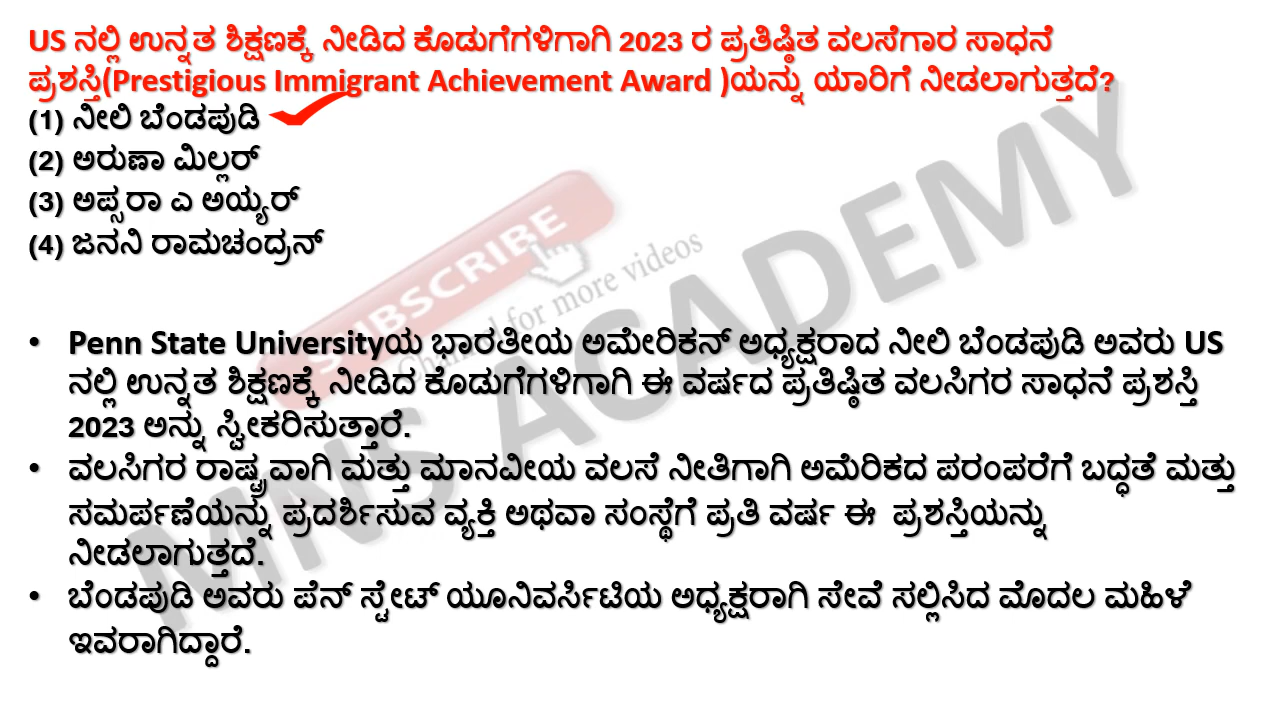 US ನಲ್ಲಿ ಉನ್ನತ ಶಿಕ್ಷಣಕ್ಕೆ ನೀಡಿದ ಕೊಡುಗೆಗಳಿಗಾಗಿ 2023 ರ ಪ್ರತಿಷ್ಠಿತ ವಲಸೆಗಾರ ಸಾಧನೆ
ಪ್ರಶಸ್ತಿ(Prestigious Immigrant Achievement Award )ಯನ್ನು ಯಾರಿಗೆ ನೀಡಲಾಗುತ್ತದೆ?
(1) ನೀಲಿ ಬೆಂಡಪುಡಿ
(2) ಅರುಣಾ ಮಿಲ್ಲರ್
(3) ಅಪ್ಸರಾ ಎ ಅಯ್ಯರ್
(4) ಜನನಿ ರಾಮಚಂದ್ರನ್
SUBSCRIBE
Channel for more videos
MNS ACADEMY
• Penn State Universityಯ ಭಾರತೀಯ ಅಮೇರಿಕನ್ ಅಧ್ಯಕ್ಷರಾದ ನೀಲಿ ಬೆಂಡಪುಡಿ ಅವರು US
ನಲ್ಲಿ ಉನ್ನತ ಶಿಕ್ಷಣಕ್ಕೆ ನೀಡಿದ ಕೊಡುಗೆಗಳಿಗಾಗಿ ಈ ವರ್ಷದ ಪ್ರತಿಷ್ಠಿತ ವಲಸಿಗರ ಸಾಧನೆ ಪ್ರಶಸ್ತಿ
2023 ಅನ್ನು ಸ್ವೀಕರಿಸುತ್ತಾರೆ.
• ವಲಸಿಗರ ರಾಷ್ಟ್ರವಾಗಿ ಮತ್ತು ಮಾನವೀಯ ವಲಸೆ ನೀತಿಗಾಗಿ ಅಮೆರಿಕದ ಪರಂಪರೆಗೆ ಬದ್ಧತೆ ಮತ್ತು
ಸಮರ್ಪಣೆಯನ್ನು ಪ್ರದರ್ಶಿಸುವ ವ್ಯಕ್ತಿ ಅಥವಾ ಸಂಸ್ಥೆಗೆ ಪ್ರತಿ ವರ್ಷ ಈ ಪ್ರಶಸ್ತಿಯನ್ನು
ನೀಡಲಾಗುತ್ತದೆ.
• ಬೆಂಡಪುಡಿ ಅವರು ಪೆನ್ ಸ್ಟೇಟ್ ಯೂನಿವರ್ಸಿಟಿಯ ಅಧ್ಯಕ್ಷರಾಗಿ ಸೇವೆ ಸಲ್ಲಿಸಿದ ಮೊದಲ ಮಹಿಳೆ
ಇವರಾಗಿದ್ದಾರೆ.